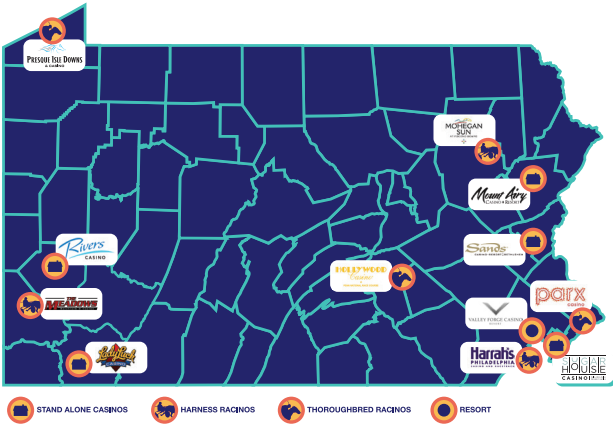 PRESQUE ISLE DOWNS
& CASINO
MOHEGAN
SUN
Mount Airy
CASINO RESORT
Rivers
CASINO
Sands
HOLLYWOOD
Casino
THE
MEADOWS
parx
casino
VALLEY FORGE CASINO
RESORT
Lady Luck
Harrah's
PHILADELPHIA
SUGAR
HOUSE
CASINO
STAND ALONE CASINOS
HARNESS RACINOS
THOROUGHBRED RACINOS
RESORT